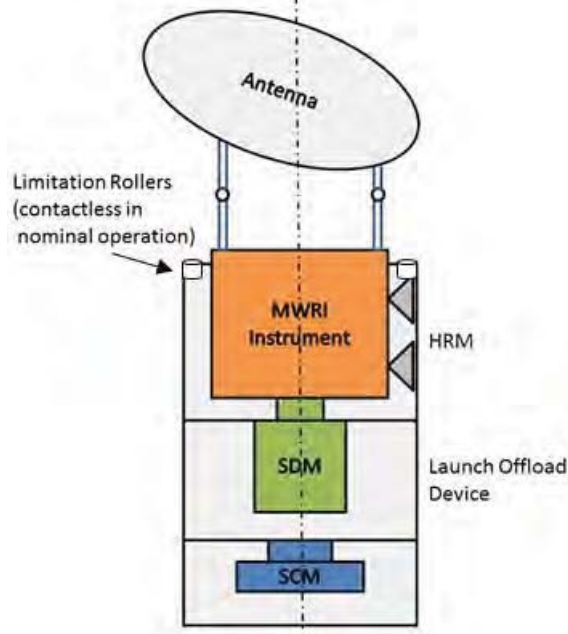 Antenna
Limitation Rollers
(contactless in
nominal operation)
MWRI
Instrument
HRM
SDM
Launch Offload
Device
SCM